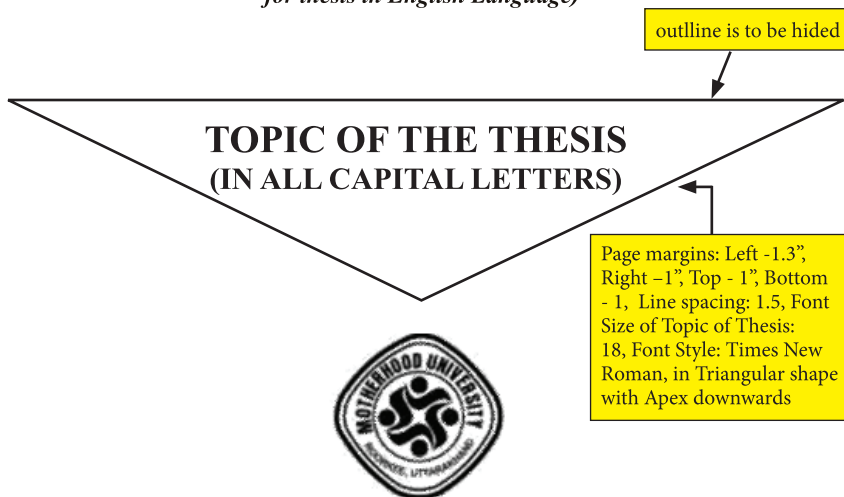 for thesis in English Language)
outlline is to be hided
TOPIC OF THE THESIS
(IN ALL CAPITAL LETTERS)
Page margins: Left -1.3”,
Right –1”, Top - 1”, Bottom
- 1,  Line spacing: 1.5, Font
Size of Topic of Thesis:
18, Font Style: Times New
Roman, in Triangular shape
with Apex downwards
MOTHERHOOD UNIVERSITY
ROORKEE, UTTARAKHAND